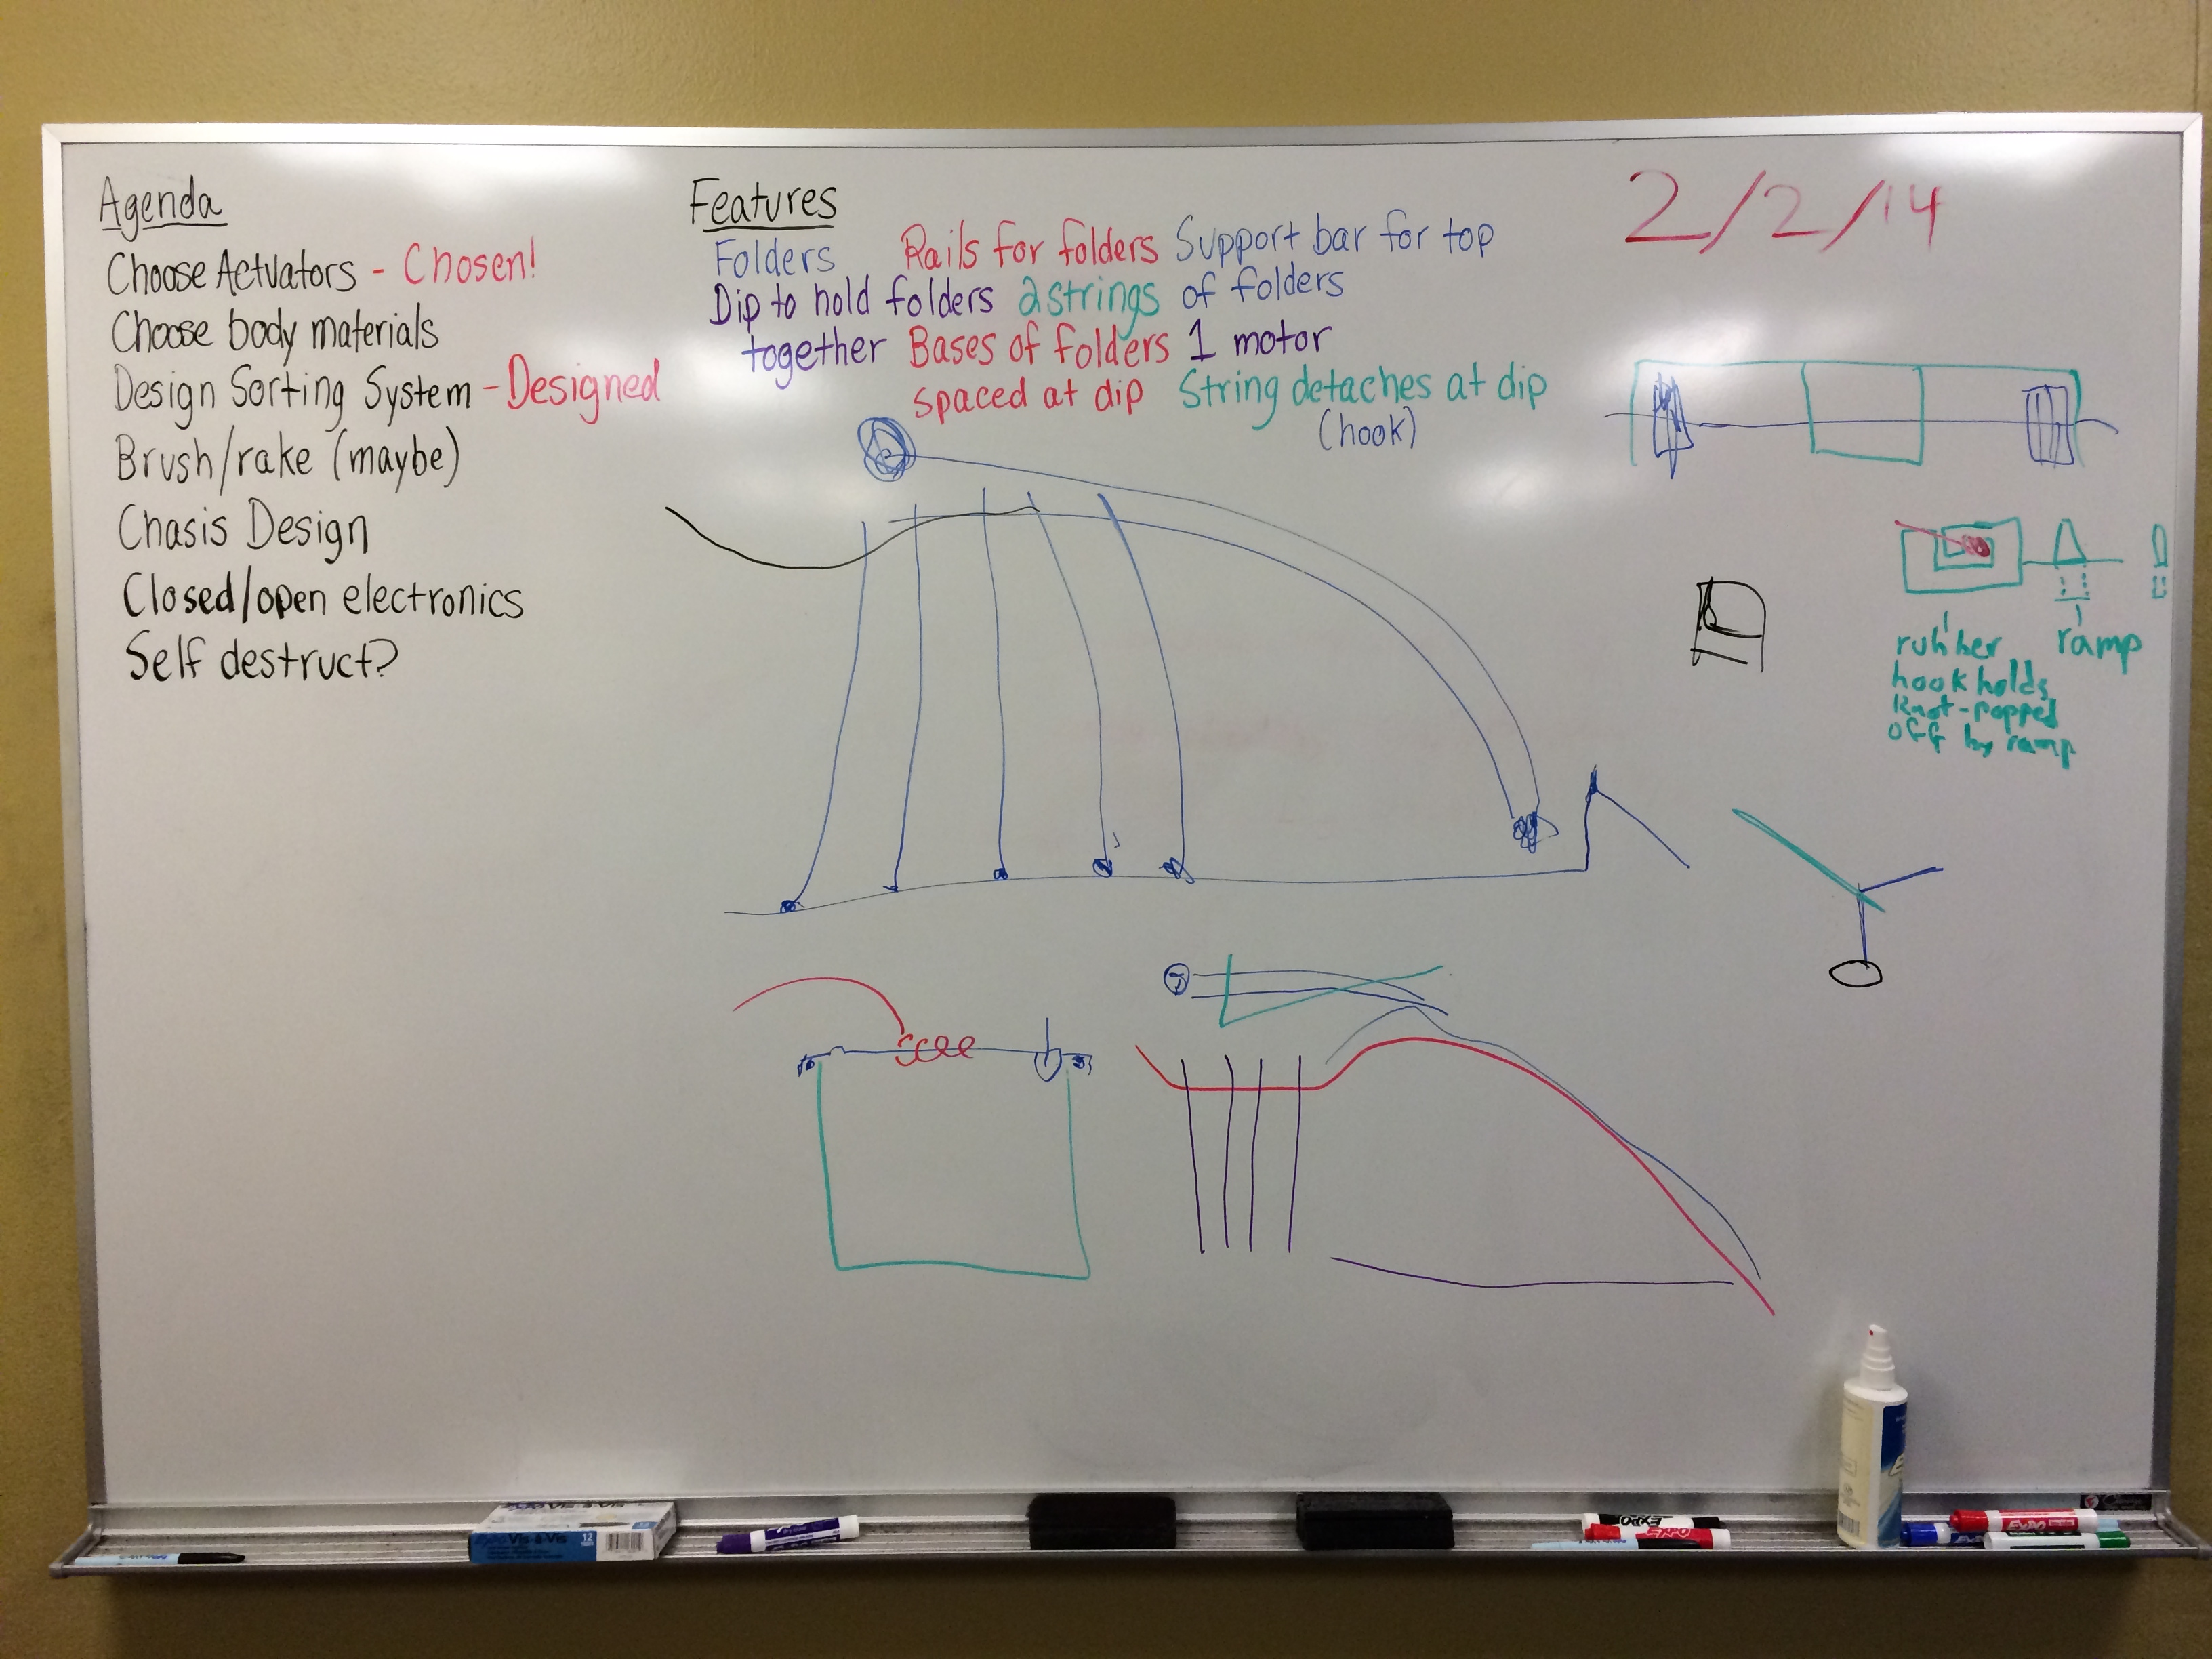 Agenda
Choose Actuators - Chosen!
Choose body materials
Design Sorting System - Designed
Brush/rake (maybe)
Chasis Design
Closed/open electronics
Self destruct?
Features
Folders
Dip to hold folders
together
Rails for folders
2 strings
Bases of folders
spaced at dip
Support bar for top
of folders
1 motor
String detaches at dip
(hook)
2/2/14
rubber
hook holds
knot-popped
off by ramp
ramp
Vis-à-Vis
12
EXPO
EXPO
EXPO